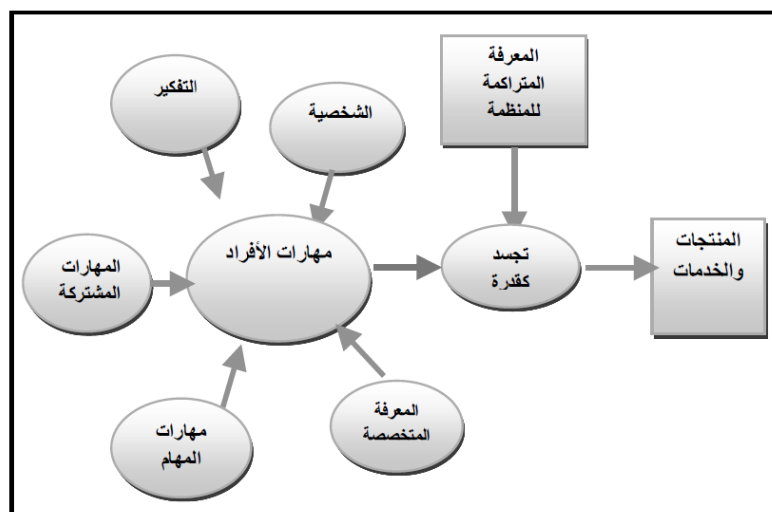 المعرفة
المتراكمة
للمنظمة
التفكير
الشخصية
المنتجات
والخدمات
تجسد
كقدرة
مهارات الأفراد
المهارات
المشتركة
المعرفة
المتخصصة
مهارات
المهام